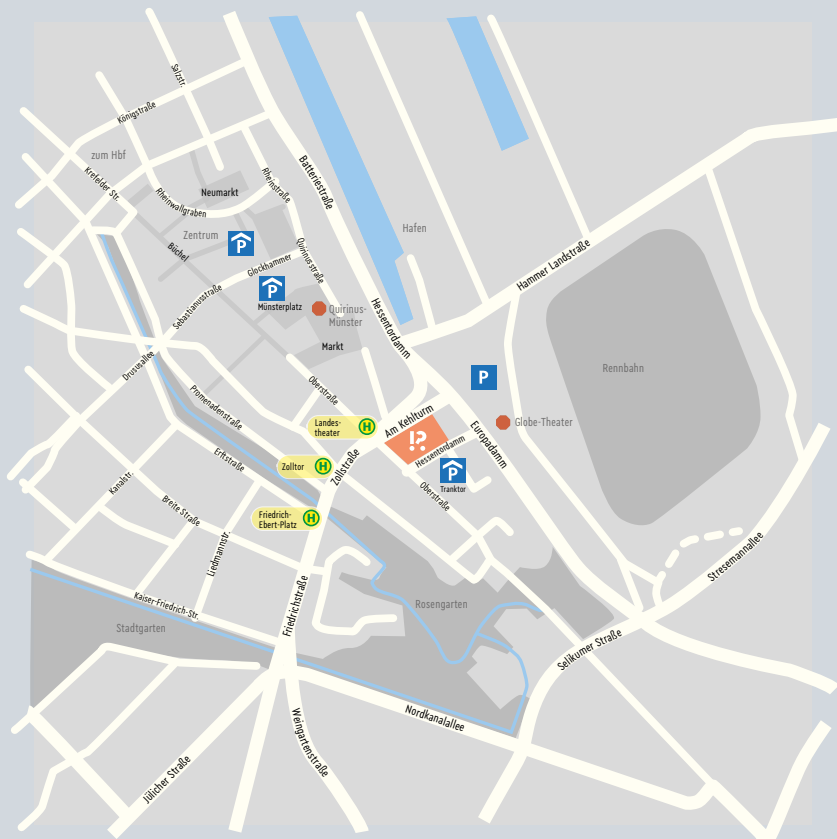 Salzstr.
Königstraße
zum Hbf
Krefelder Str.
Neumarkt
Rheinstraße
Batteriestraße
Rheinwallgraben
Zentrum
P
Büchel
Hafen
Quirinusstraße
Glockhammer
Hammer Landstraße
P
Münsterplatz
Sebastianusstraße
Quirinus-
Münster
Hessentordamm
Markt
Drususallee
Rennbahn
P
Oberstraße
Promenadenstraße
Landes-
theater
H
Am Kehlturm
Globe-Theater
!?
Europadamm
Hessentordamm
Erftstraße
Zolltor
H
Zollstraße
P
Tranktor
Kanalstr.
Oberstraße
Breite Straße
Friedrich-
Ebert-Platz
H
Liedmannstr.
Stresemannallee
Kaiser-Friedrich-Str.
Friedrichstraße
Rosengarten
Stadtgarten
Selikumer Straße
Nordkanalallee
Weingartenstraße
Jülicher Straße